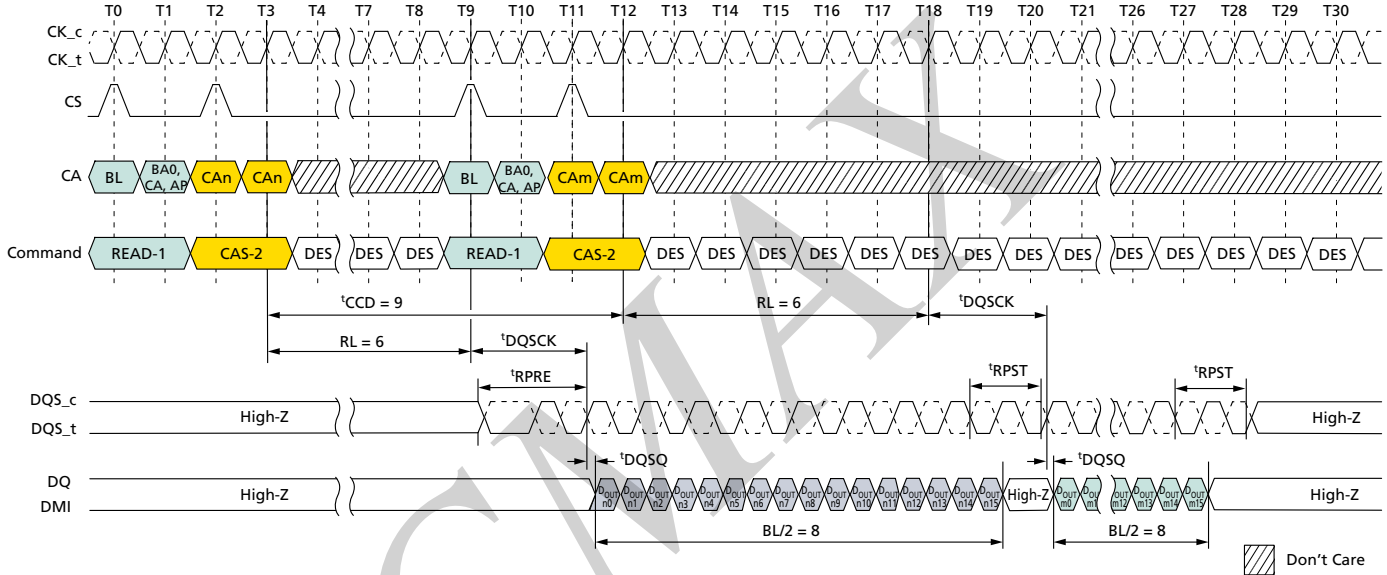 T0 T1 T2 T3 T4 T7 T8 T9 T10 T11 T12 T13 T14 T15 T16 T17 T18 T19 T20 T21 T26 T27 T28 T29 T30
CK_c
CK_t
CS
CA BL BA0, CA, AP CAn CAn BL BA0, CA, AP CAm CAm
Command READ-1 CAS-2 DES DES DES READ-1 CAS-2 DES DES DES DES DES DES DES DES DES DES DES DES DES DES
tCCD = 9 RL = 6 tDQSCK
RL = 6 tDQSCK
tRPRE tRPST tRPST
DQS_c
DQS_t
High-Z High-Z
tDQSQ tDQSQ
DQ
DMI
High-Z DOUT n0 DOUT n1 DOUT n2 DOUT n3 DOUT n4 DOUT n5 DOUT n6 DOUT n7 DOUT n8 DOUT n9 DOUT n10 DOUT n11 DOUT n12 DOUT n13 DOUT n14 DOUT n15 High-Z DOUT m0 DOUT m1 DOUT m12 DOUT m13 DOUT m14 DOUT m15 High-Z
BL/2 = 8 BL/2 = 8
Don't Care
CMAX